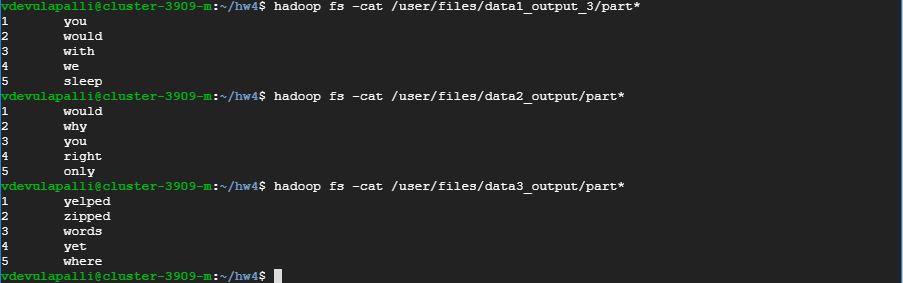 vdevulapalli@cluster-3909-m:~/hw4$ hadoop fs -cat /user/files/data1_output_3/part*
1 you
2 would
3 with
4 we
5 sleep
vdevulapalli@cluster-3909-m:~/hw4$ hadoop fs -cat /user/files/data2_output/part*
1 would
2 why
3 you
4 right
5 only
vdevulapalli@cluster-3909-m:~/hw4$ hadoop fs -cat /user/files/data3_output/part*
1 yelped
2 zipped
3 words
4 yet
5 where
vdevulapalli@cluster-3909-m:~/hw4$